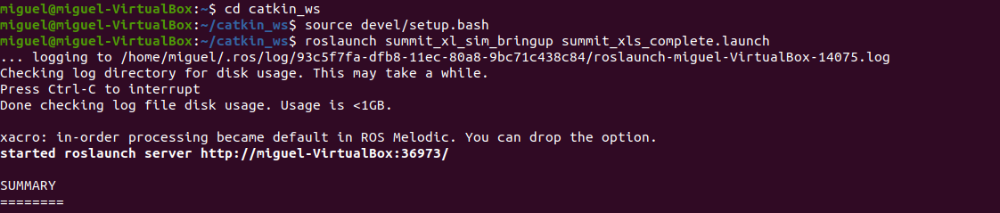 miguel@miguel-VirtualBox:~$ cd catkin_ws
miguel@miguel-VirtualBox:~/catkin_ws$ source devel/setup.bash
miguel@miguel-VirtualBox:~/catkin_ws$ roslaunch summit_xl_sim_bringup summit_xls_complete.launch
... logging to /home/miguel/.ros/log/93c5f7fa-dfb8-11ec-80a8-9bc71c438c84/roslaunch-miguel-VirtualBox-14075.log
Checking log directory for disk usage. This may take a while.
Press Ctrl-C to interrupt
Done checking log file disk usage. Usage is <1GB.

xacro: in-order processing became default in ROS Melodic. You can drop the option.
started roslaunch server http://miguel-VirtualBox:36973/

SUMMARY
========